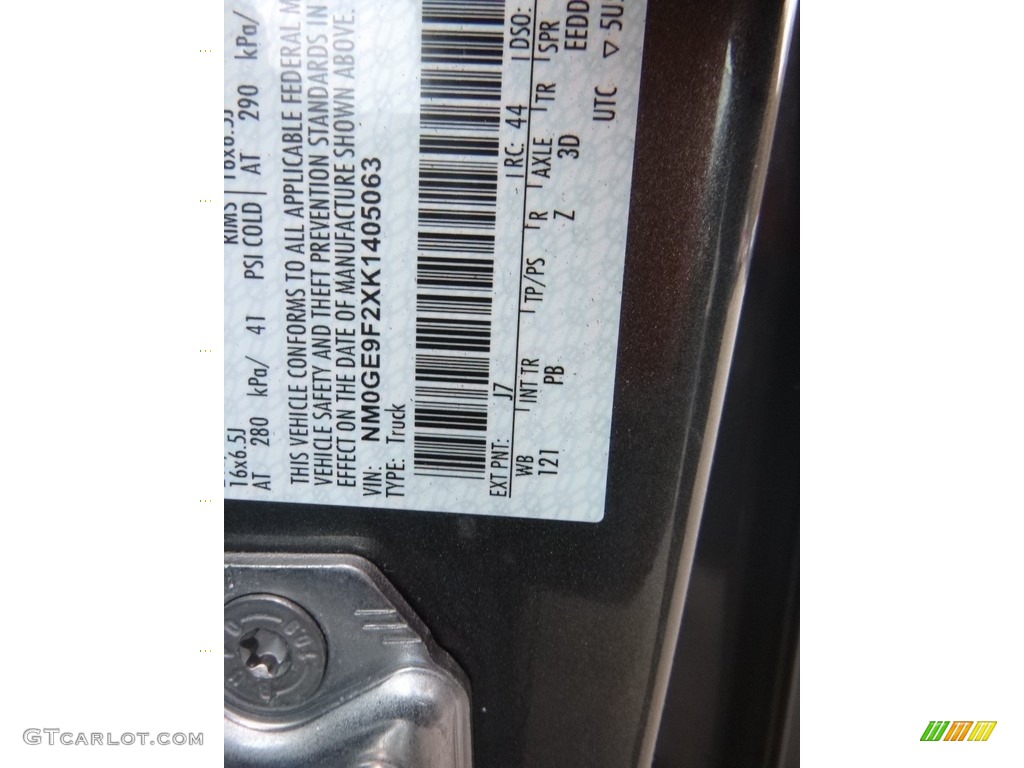 RIMS
16x6.5J
AT 280 kPa/ 41 PSI COLD AT 290 kPa/
THIS VEHICLE CONFORMS TO ALL APPLICABLE FEDERAL
VEHICLE SAFETY AND THEFT PREVENTION STANDARDS IN
EFFECT ON THE DATE OF MANUFACTURE SHOWN ABOVE.
VIN: NM0GE9F2XK1405063
TYPE: Truck
EXT PNT: J7 RC: 44 DSO:
WB INT TR TP/PS R AXLE TR SPR
121 PB Z 3D EEDD
UTC ▽ 5U
GTCARLOT.COM